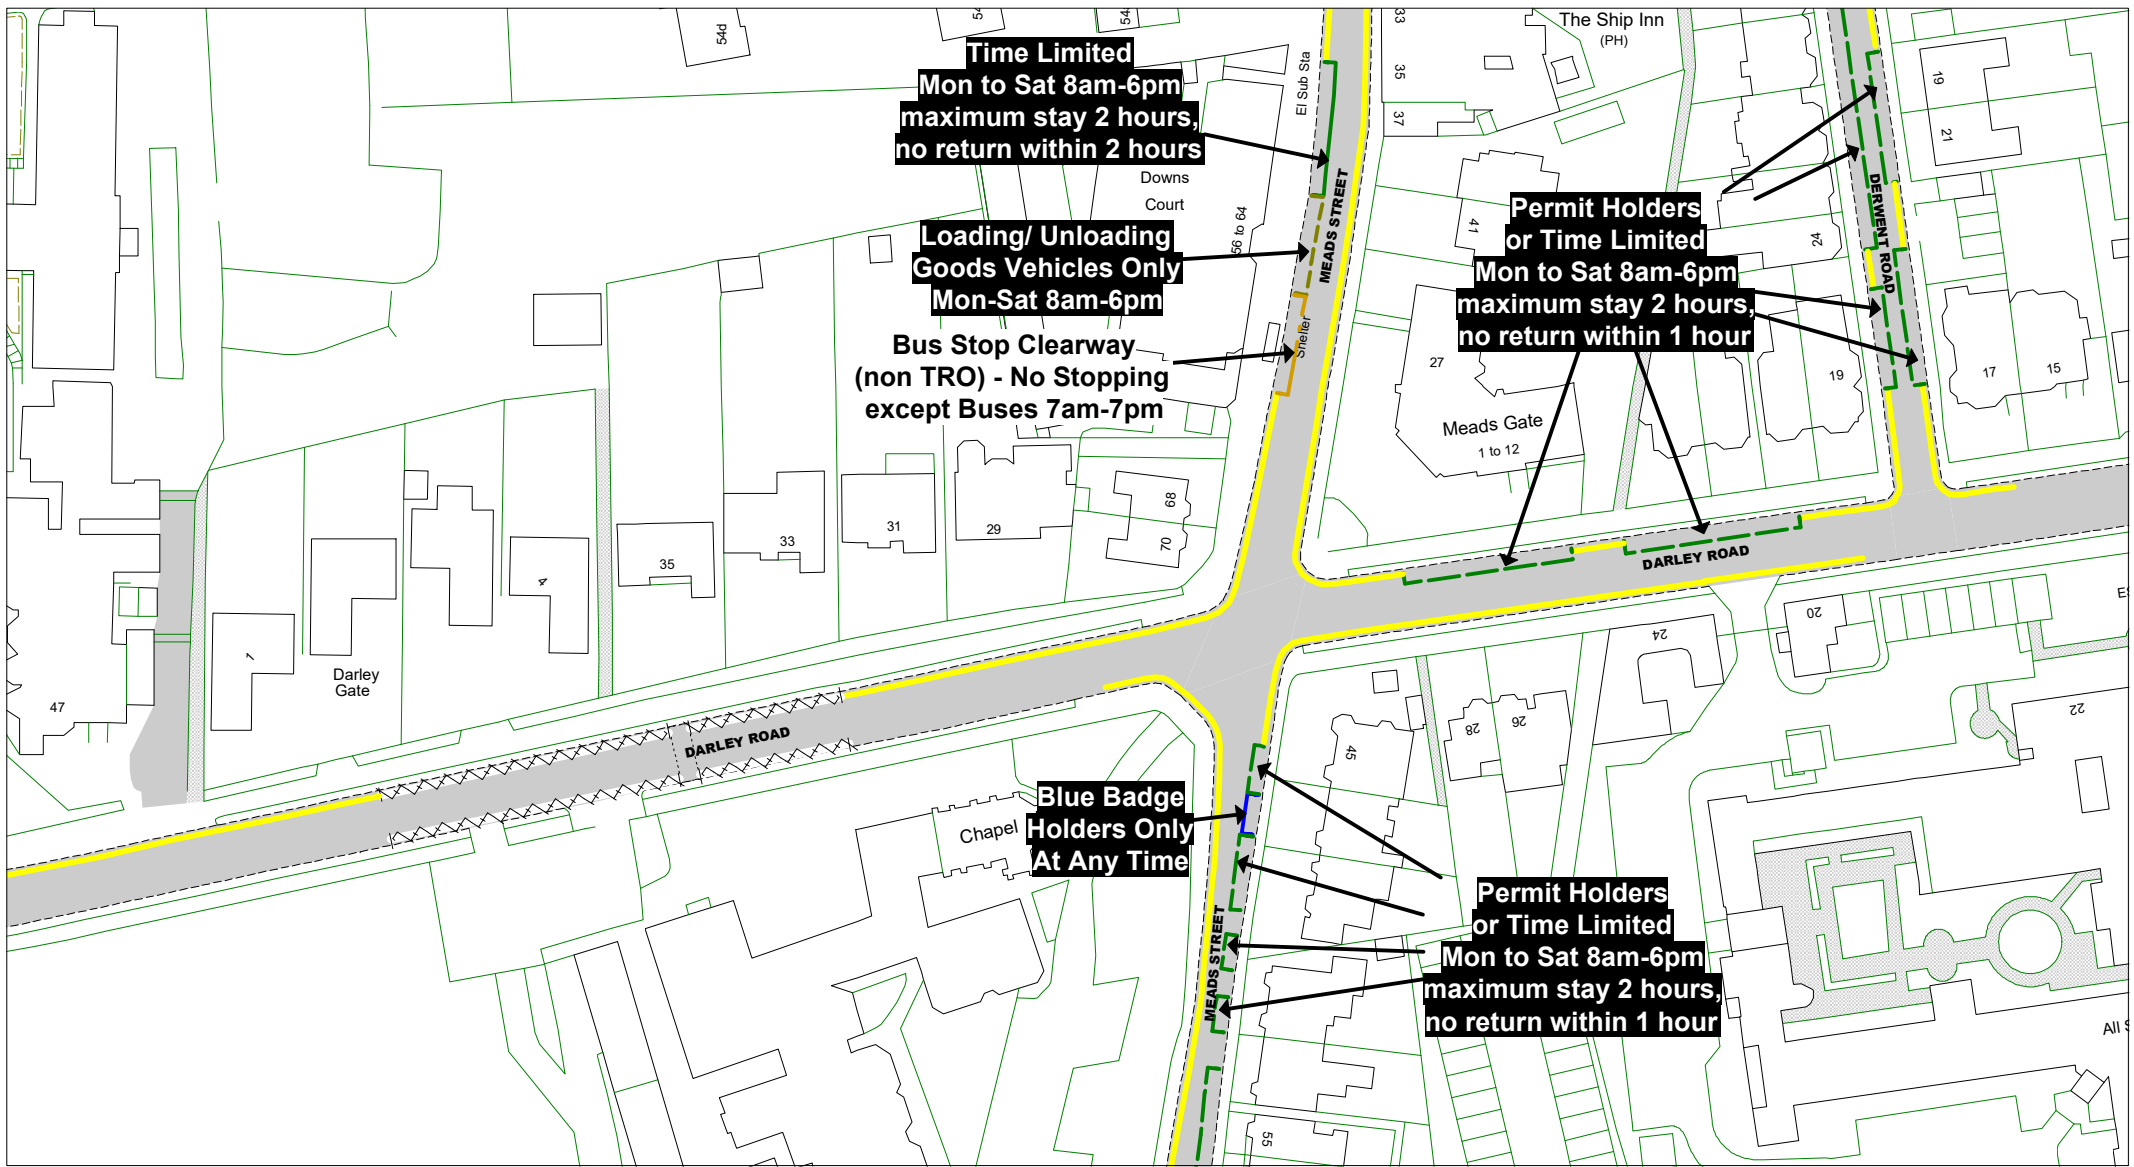 54d
54
54
33
The Ship Inn
(PH)
Time Limited
Mon to Sat 8am-6pm
maximum stay 2 hours,
no return within 2 hours
El Sub Sta
35
37
19
21
Downs
Court
MEADS STREET
56 to 64
41
24
DERWENT ROAD
Permit Holders
or Time Limited
Mon to Sat 8am-6pm
maximum stay 2 hours,
no return within 1 hour
Loading/ Unloading
Goods Vehicles Only
Mon-Sat 8am-6pm
Shelter
Bus Stop Clearway
(non TRO) - No Stopping
except Buses 7am-7pm
27
19
17
15
Meads Gate
1 to 12
68
70
29
31
33
35
4
1
Darley
Gate
47
DARLEY ROAD
DARLEY ROAD
20
24
22
26
28
45
Blue Badge
Holders Only
At Any Time
Chapel
MEADS STREET
Permit Holders
or Time Limited
Mon to Sat 8am-6pm
maximum stay 2 hours,
no return within 1 hour
All
55